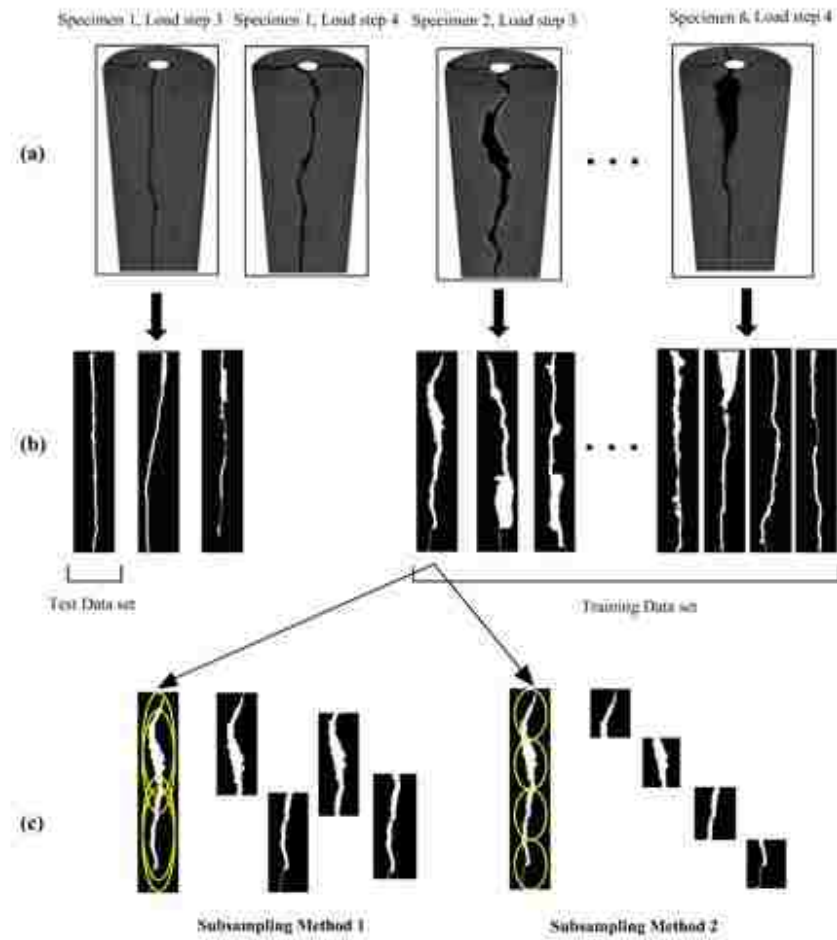 Specimen 1, Load step 3
Specimen 1, Load step 4
Specimen 2, Load step 3
Specimen 8, Load step 4
(a)
(b)
Test Data set
Training Data set
(c)
Subsampling Method 1
Subsampling Method 2